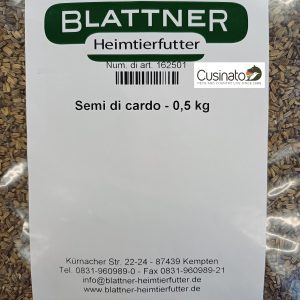 BLATTNER
Heimtierfutter
Num. di art. 162501
Cusinato
Semi di cardo - 0,5 kg
Kürnacher Str. 22-24 - 87439 Kempten
Tel. 0831-960989-0 - Fax 0831-960989-21
info@blattner-heimtierfutter.de
www.blattner-heimtierfutter.de